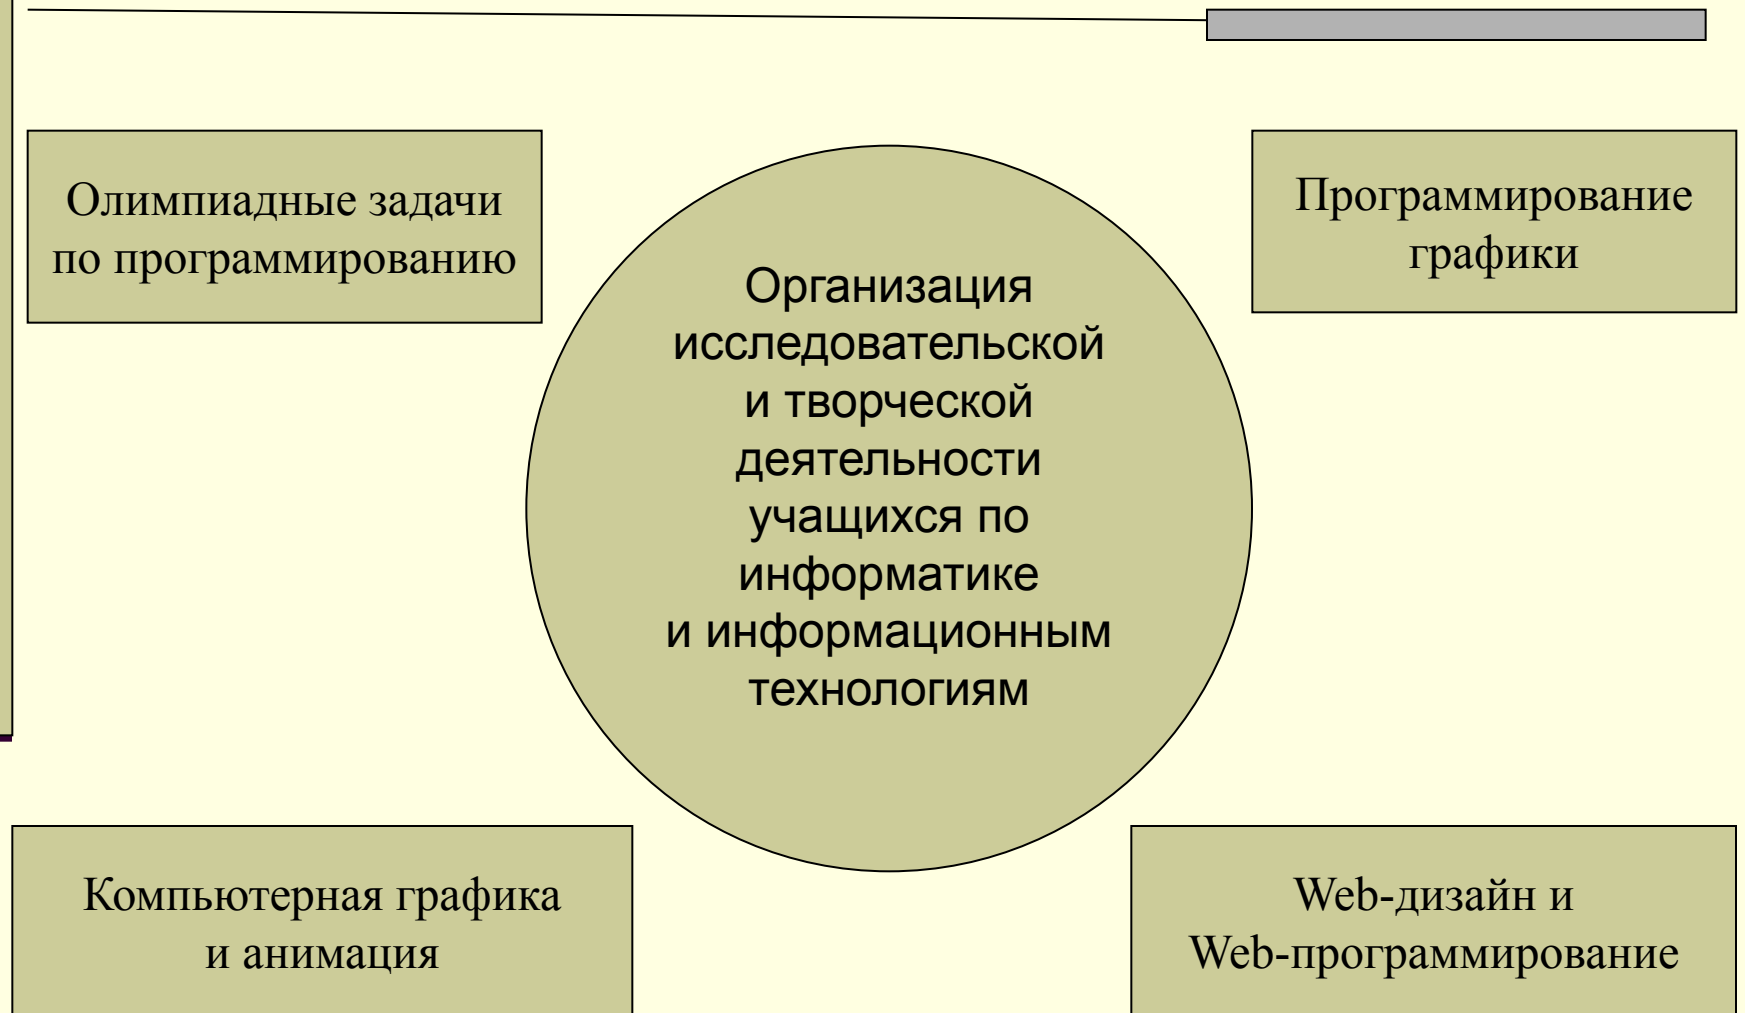 Олимпиадные задачи
по программированию
Программирование
графики
Организация
исследовательской
и творческой
деятельности
учащихся по
информатике
и информационным
технологиям
Компьютерная графика
и анимация
Web-дизайн и
Web-программирование